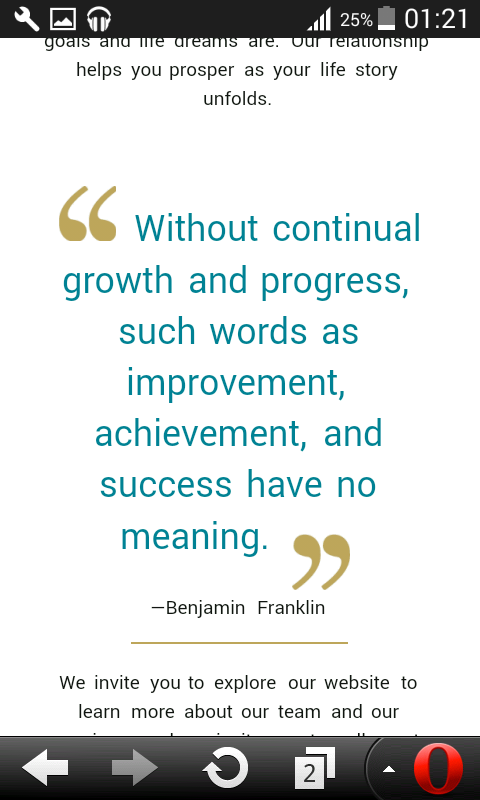 25% 01:21
goals and life dreams are. Our relationship
helps you prosper as your life story
unfolds.
“ Without continual
growth and progress,
such words as
improvement,
achievement, and
success have no
meaning. ”
—Benjamin Franklin
We invite you to explore our website to
learn more about our team and our
2